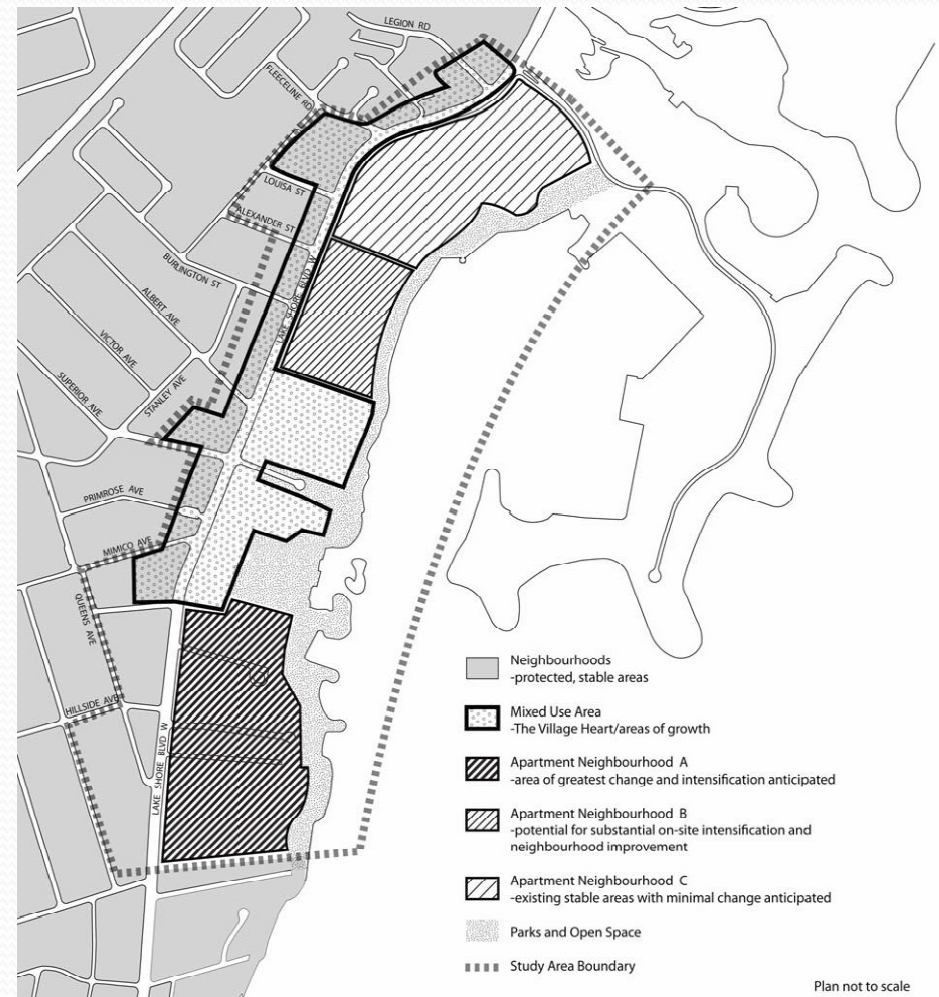 LEGION RD
FLEECELINE RD
LOUISA ST
ALEXANDER ST
BURLINGTON ST
LAKE SHORE BLVD W
ALBERT AVE
VICTOR AVE
STANLEY AVE
SUPERIOR AVE
PRIMROSE AVE
MIMICO AVE
QUEENS AVE
HILLSIDE AVE
LAKE SHORE BLVD W
Neighbourhoods
-protected, stable areas
Mixed Use Area
-The Village Heart/areas of growth
Apartment Neighbourhood A
-area of greatest change and intensification anticipated
Apartment Neighbourhood B
-potential for substantial on-site intensification and
neighbourhood improvement
Apartment Neighbourhood C
-existing stable areas with minimal change anticipated
Parks and Open Space
Study Area Boundary
Plan not to scale